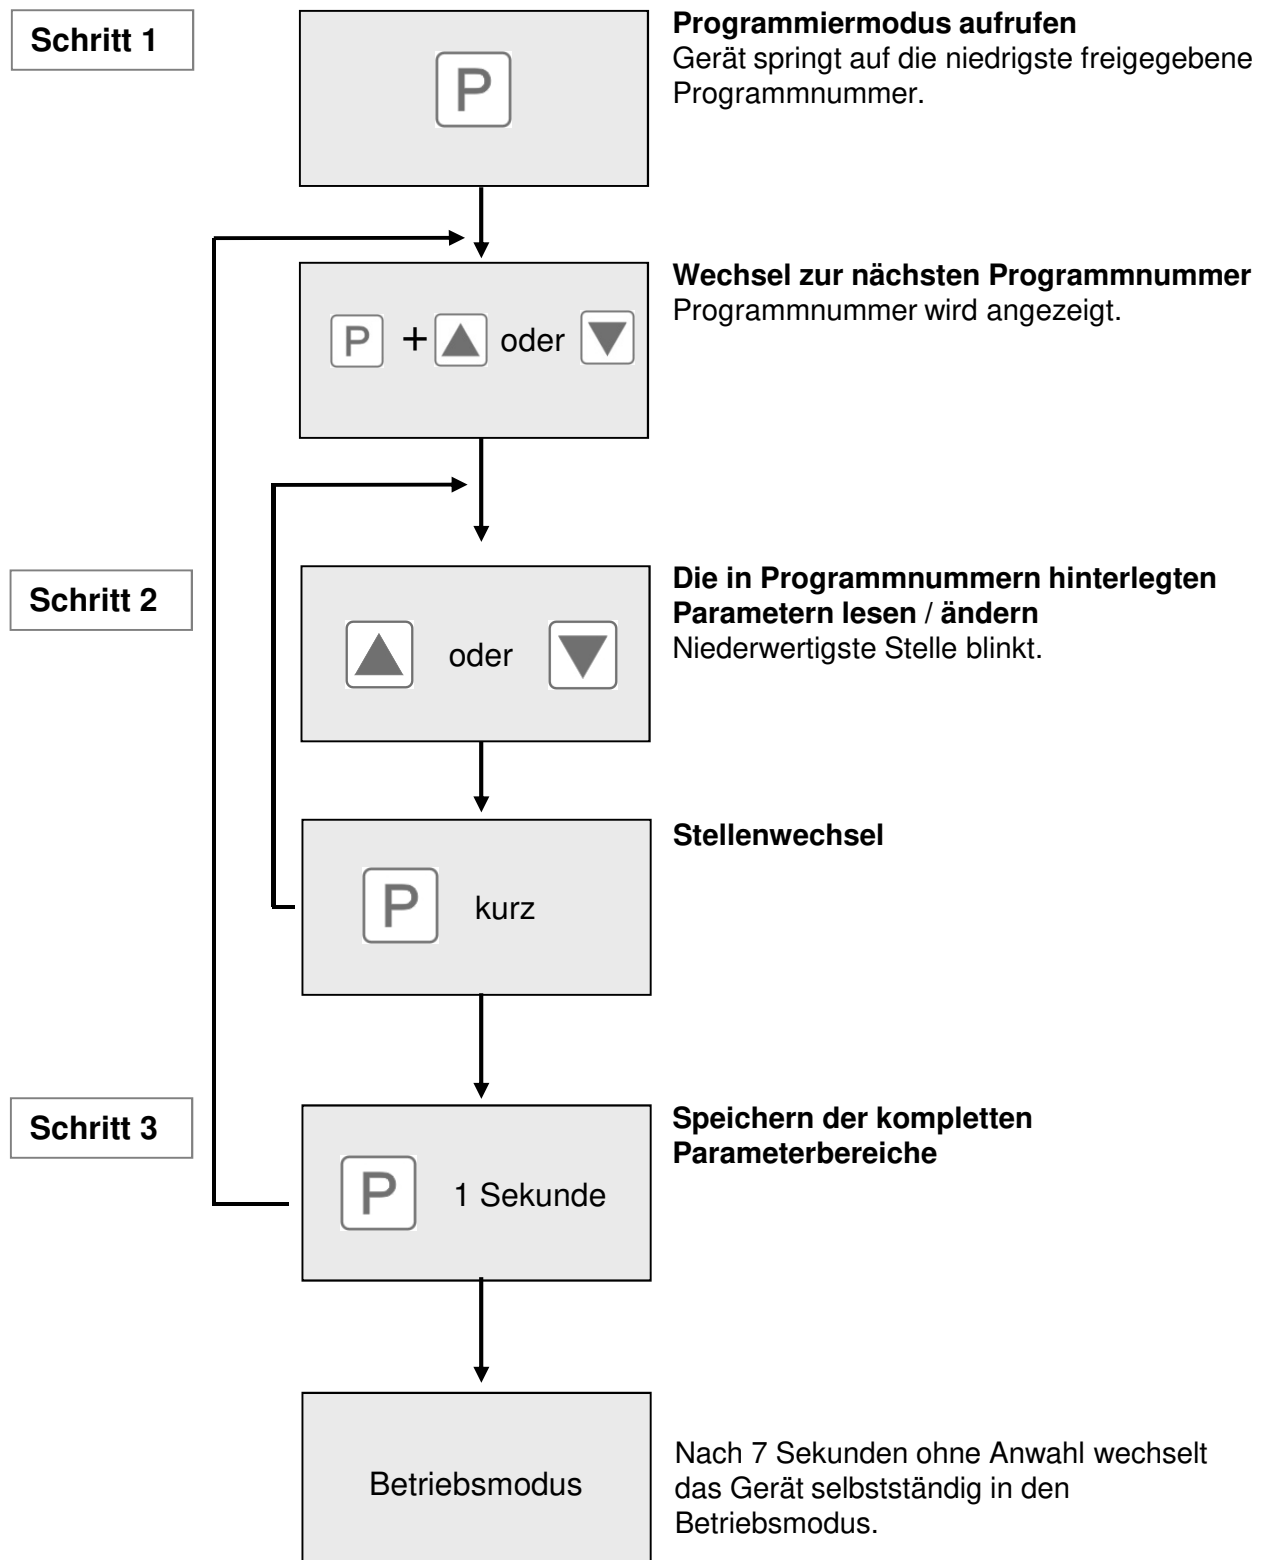 Schritt 1
P
Programmiermodus aufrufen
Gerät springt auf die niedrigste freigegebene
Programmnummer.
P + oder
Wechsel zur nächsten Programmnummer
Programmnummer wird angezeigt.
Schritt 2
oder
Die in Programmnummern hinterlegten
Parametern lesen / ändern
Niederwertigste Stelle blinkt.
P kurz
Stellenwechsel
Schritt 3
P 1 Sekunde
Speichern der kompletten
Parameterbereiche
Betriebsmodus
Nach 7 Sekunden ohne Anwahl wechselt
das Gerät selbstständig in den
Betriebsmodus.